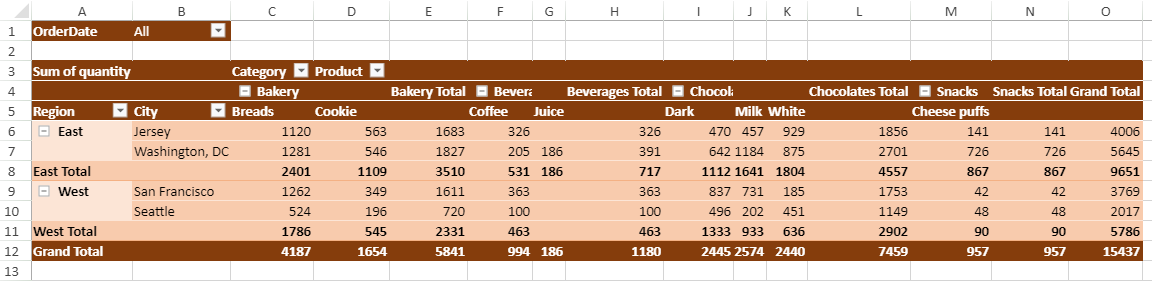 A B C D E F G H I J K L M N O
1 OrderDate All
2
3 Sum of quantity Category Product
4 Bakery Bakery Total Bevera Beverages Total Chocola Chocolates Total Snacks Snacks Total Grand Total
5 Region City Breads Cookie Coffee Juice Dark Milk White Cheese puffs
6 East Jersey 1120 563 1683 326 326 470 457 929 1856 141 141 4006
7 Washington, DC 1281 546 1827 205 186 391 642 1184 875 2701 726 726 5645
8 East Total 2401 1109 3510 531 186 717 1112 1641 1804 4557 867 867 9651
9 West San Francisco 1262 349 1611 363 363 837 731 185 1753 42 42 3769
10 Seattle 524 196 720 100 100 496 202 451 1149 48 48 2017
11 West Total 1786 545 2331 463 463 1333 933 636 2902 90 90 5786
12 Grand Total 4187 1654 5841 994 186 1180 2445 2574 2440 7459 957 957 15437
13